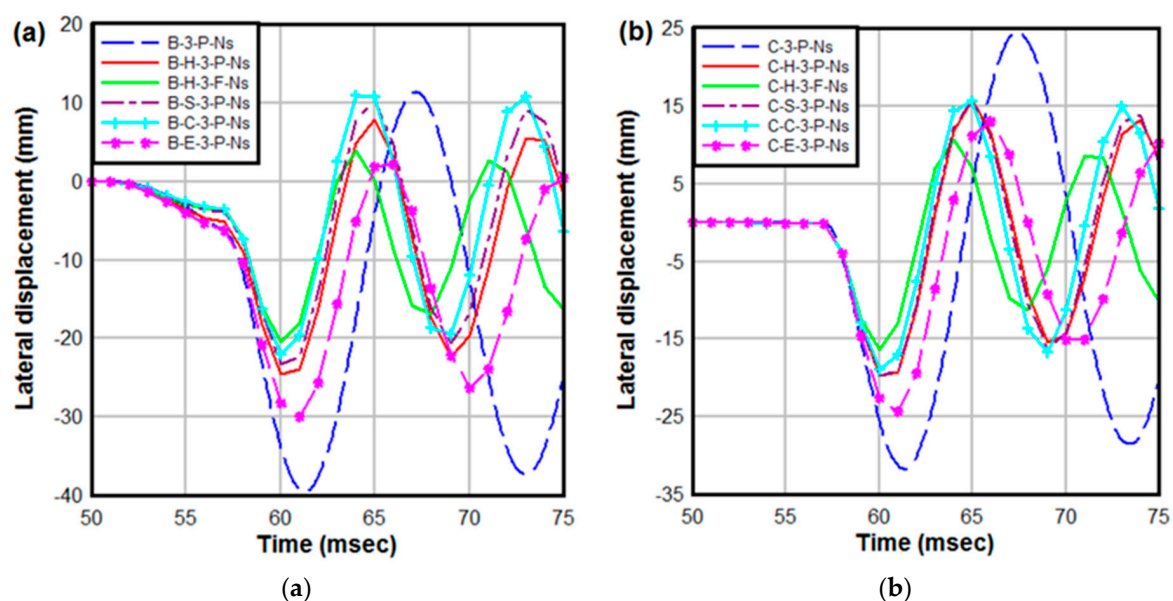 (a)
B-3-P-Ns
B-H-3-P-Ns
B-H-3-F-Ns
B-S-3-P-Ns
B-C-3-P-Ns
B-E-3-P-Ns
20
10
0
-10
-20
-30
-40
Lateral displacement (mm)
50
55
60
65
70
75
Time (msec)
(a)
(b)
C-3-P-Ns
C-H-3-P-Ns
C-H-3-F-Ns
C-S-3-P-Ns
C-C-3-P-Ns
C-E-3-P-Ns
25
15
5
-5
-15
-25
-35
Lateral displacement (mm)
50
55
60
65
70
75
Time (msec)
(b)